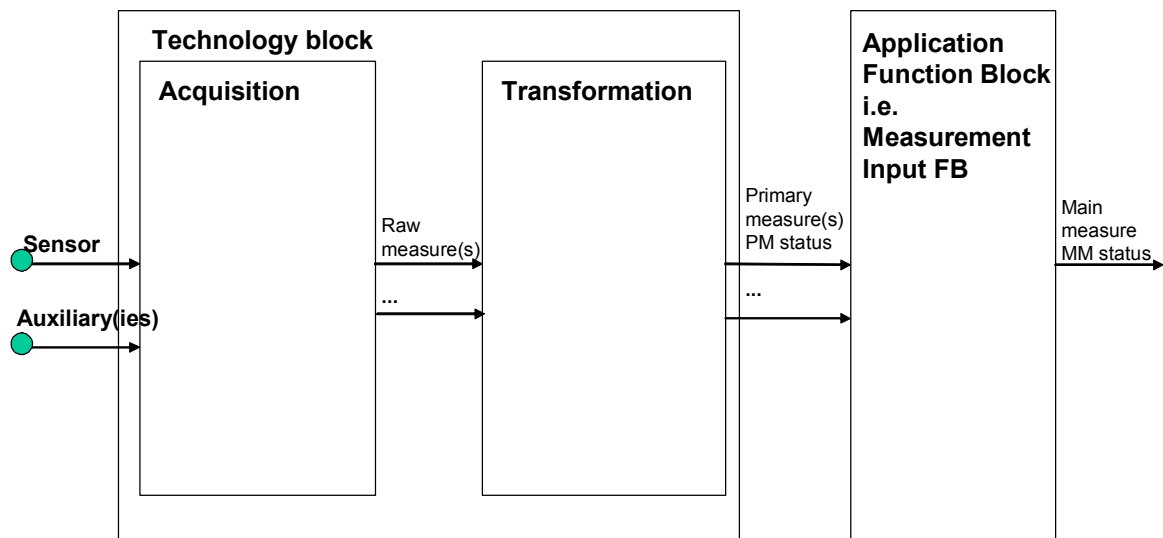 Technology block
Acquisition
Transformation
Application
Function Block
i.e.
Measurement
Input FB
Sensor
Auxiliary(ies)
Raw
measure(s)
...
Primary
measure(s)
PM status
...
Main
measure
MM status